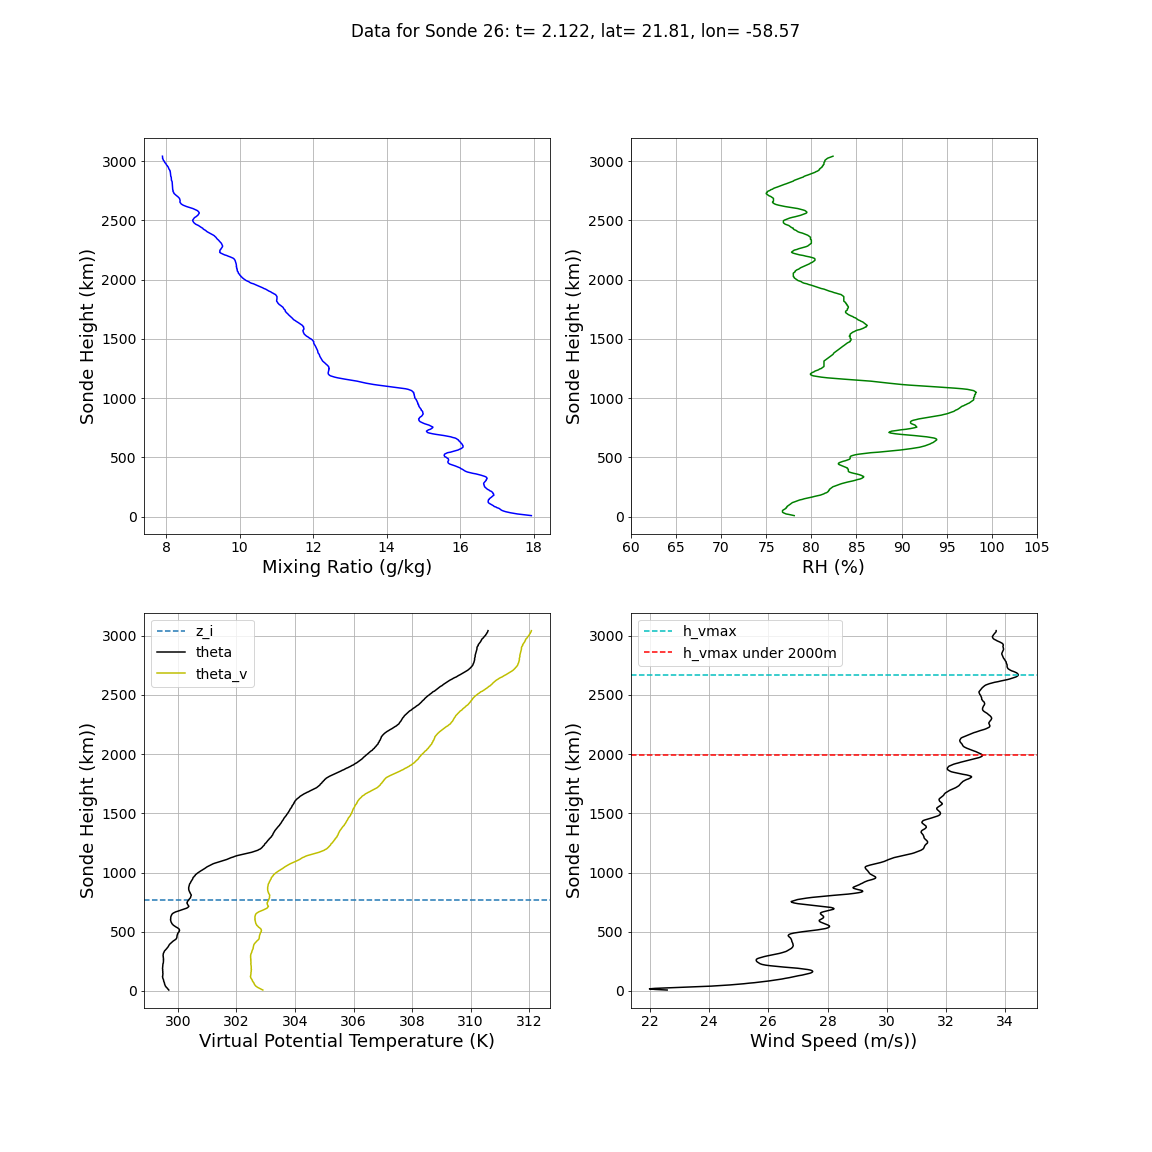 Data for Sonde 26: t= 2.122, lat= 21.81, lon= -58.57
3000
2500
2000
1500
1000
500
0
Sonde Height (km))
8 10 12 14 16 18
Mixing Ratio (g/kg)
3000
2500
2000
1500
1000
500
0
Sonde Height (km))
60 65 70 75 80 85 90 95 100 105
RH (%)
z_i
theta
theta_v
3000
2500
2000
1500
1000
500
0
Sonde Height (km))
300 302 304 306 308 310 312
Virtual Potential Temperature (K)
h_vmax
h_vmax under 2000m
3000
2500
2000
1500
1000
500
0
Sonde Height (km))
22 24 26 28 30 32 34
Wind Speed (m/s))